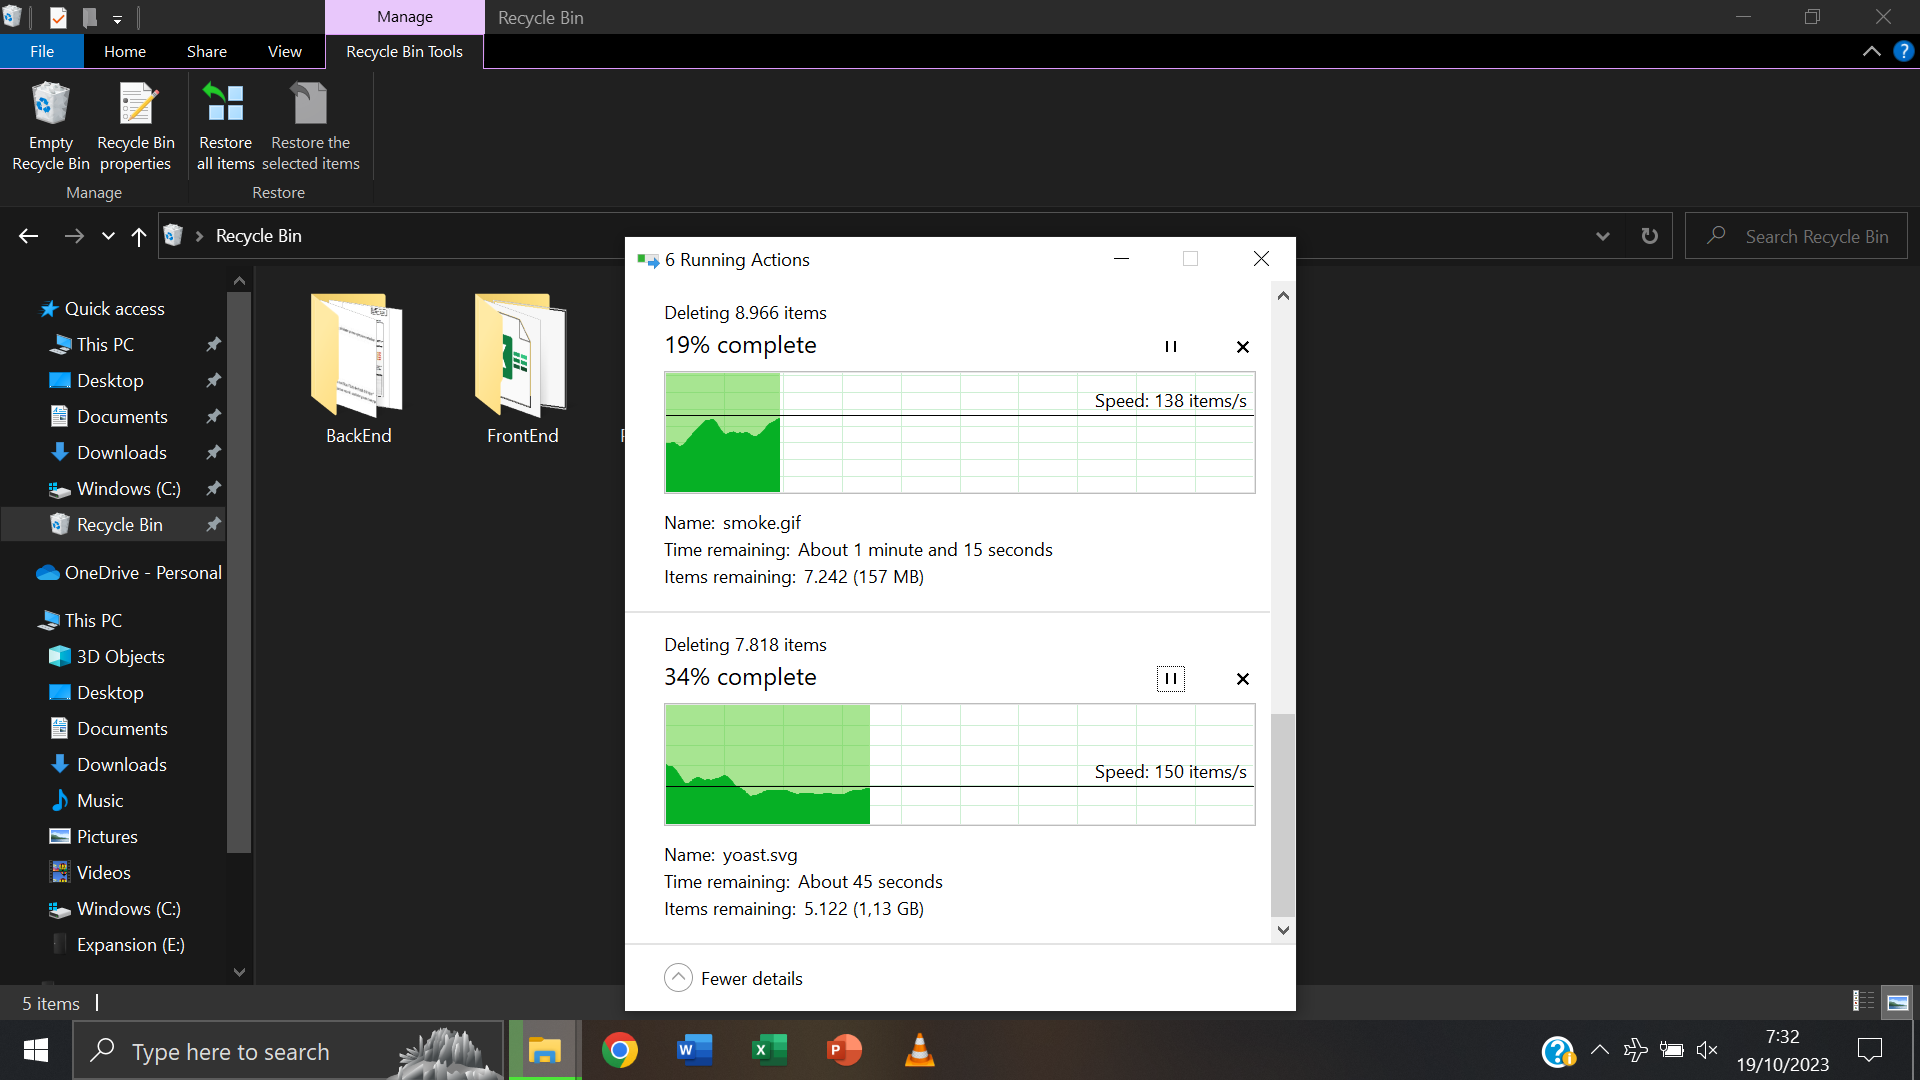 Manage
Recycle Bin
File
Home
Share
View
Recycle Bin Tools
Empty
Recycle Bin
Recycle Bin
properties
Restore
all items
Restore the
selected items
Manage
Restore
Recycle Bin
Search Recycle Bin
Quick access
This PC
Desktop
Documents
Downloads
Windows (C:)
Recycle Bin
OneDrive - Personal
This PC
3D Objects
Desktop
Documents
Downloads
Music
Pictures
Videos
Windows (C:)
Expansion (E:)
BackEnd
FrontEnd
6 Running Actions
Deleting 8.966 items
19% complete
Speed: 138 items/s
Name: smoke.gif
Time remaining: About 1 minute and 15 seconds
Items remaining: 7.242 (157 MB)
Deleting 7.818 items
34% complete
Speed: 150 items/s
Name: yoast.svg
Time remaining: About 45 seconds
Items remaining: 5.122 (1,13 GB)
Fewer details
5 items
Type here to search
7:32
19/10/2023